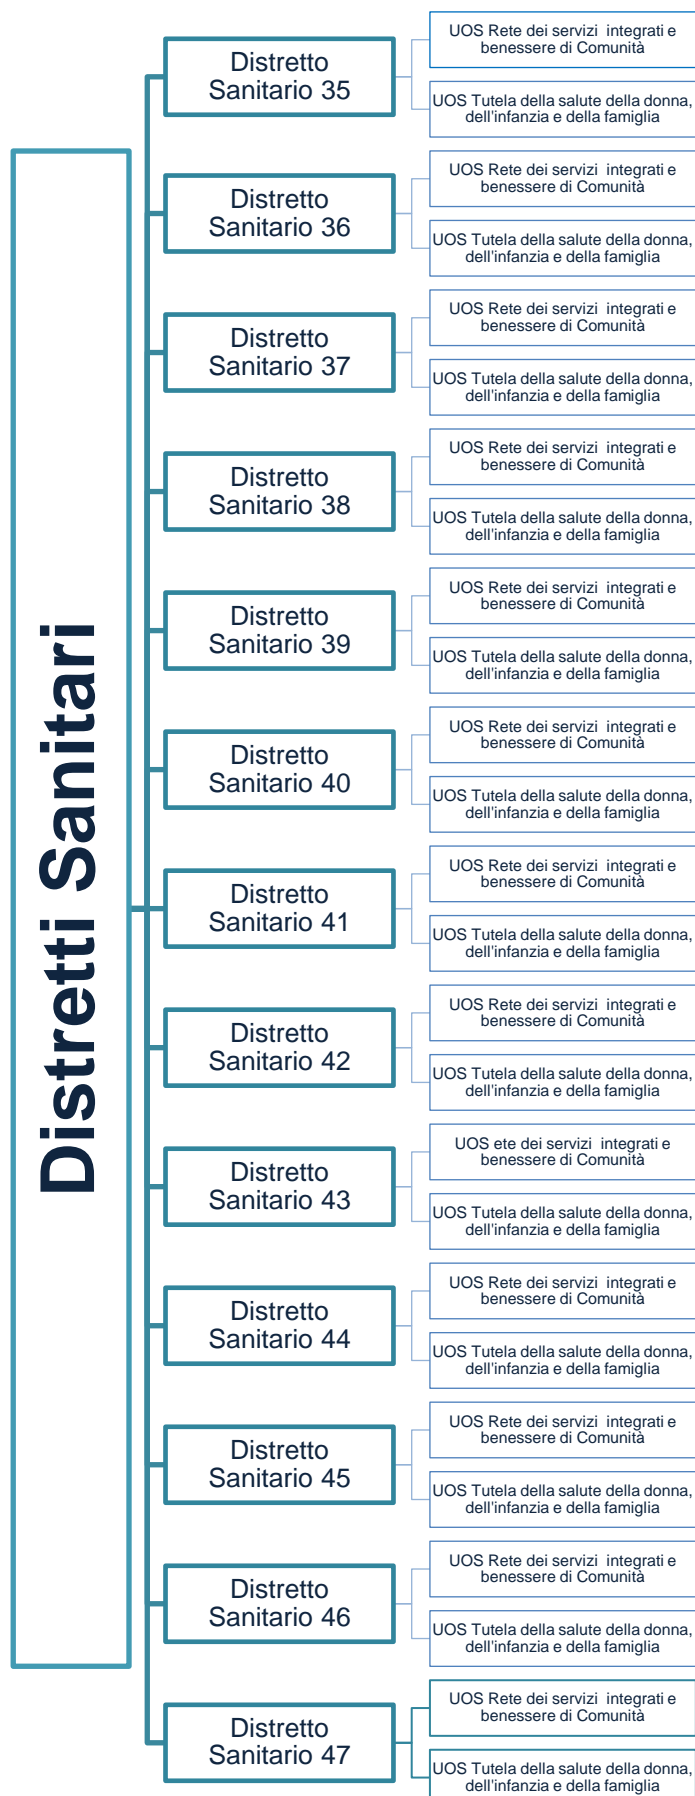 Distretti Sanitari
Distretto
Sanitario 35
UOS Rete dei servizi integrati e
benessere di Comunità
UOS Tutela della salute della donna,
dell'infanzia e della famiglia
Distretto
Sanitario 36
UOS Rete dei servizi integrati e
benessere di Comunità
UOS Tutela della salute della donna,
dell'infanzia e della famiglia
Distretto
Sanitario 37
UOS Rete dei servizi integrati e
benessere di Comunità
UOS Tutela della salute della donna,
dell'infanzia e della famiglia
Distretto
Sanitario 38
UOS Rete dei servizi integrati e
benessere di Comunità
UOS Tutela della salute della donna,
dell'infanzia e della famiglia
Distretto
Sanitario 39
UOS Rete dei servizi integrati e
benessere di Comunità
UOS Tutela della salute della donna,
dell'infanzia e della famiglia
Distretto
Sanitario 40
UOS Rete dei servizi integrati e
benessere di Comunità
UOS Tutela della salute della donna,
dell'infanzia e della famiglia
Distretto
Sanitario 41
UOS Rete dei servizi integrati e
benessere di Comunità
UOS Tutela della salute della donna,
dell'infanzia e della famiglia
Distretto
Sanitario 42
UOS Rete dei servizi integrati e
benessere di Comunità
UOS Tutela della salute della donna,
dell'infanzia e della famiglia
Distretto
Sanitario 43
UOS ete dei servizi integrati e
benessere di Comunità
UOS Tutela della salute della donna,
dell'infanzia e della famiglia
Distretto
Sanitario 44
UOS Rete dei servizi integrati e
benessere di Comunità
UOS Tutela della salute della donna,
dell'infanzia e della famiglia
Distretto
Sanitario 45
UOS Rete dei servizi integrati e
benessere di Comunità
UOS Tutela della salute della donna,
dell'infanzia e della famiglia
Distretto
Sanitario 46
UOS Rete dei servizi integrati e
benessere di Comunità
UOS Tutela della salute della donna,
dell'infanzia e della famiglia
Distretto
Sanitario 47
UOS Rete dei servizi integrati e
benessere di Comunità
UOS Tutela della salute della donna,
dell'infanzia e della famiglia